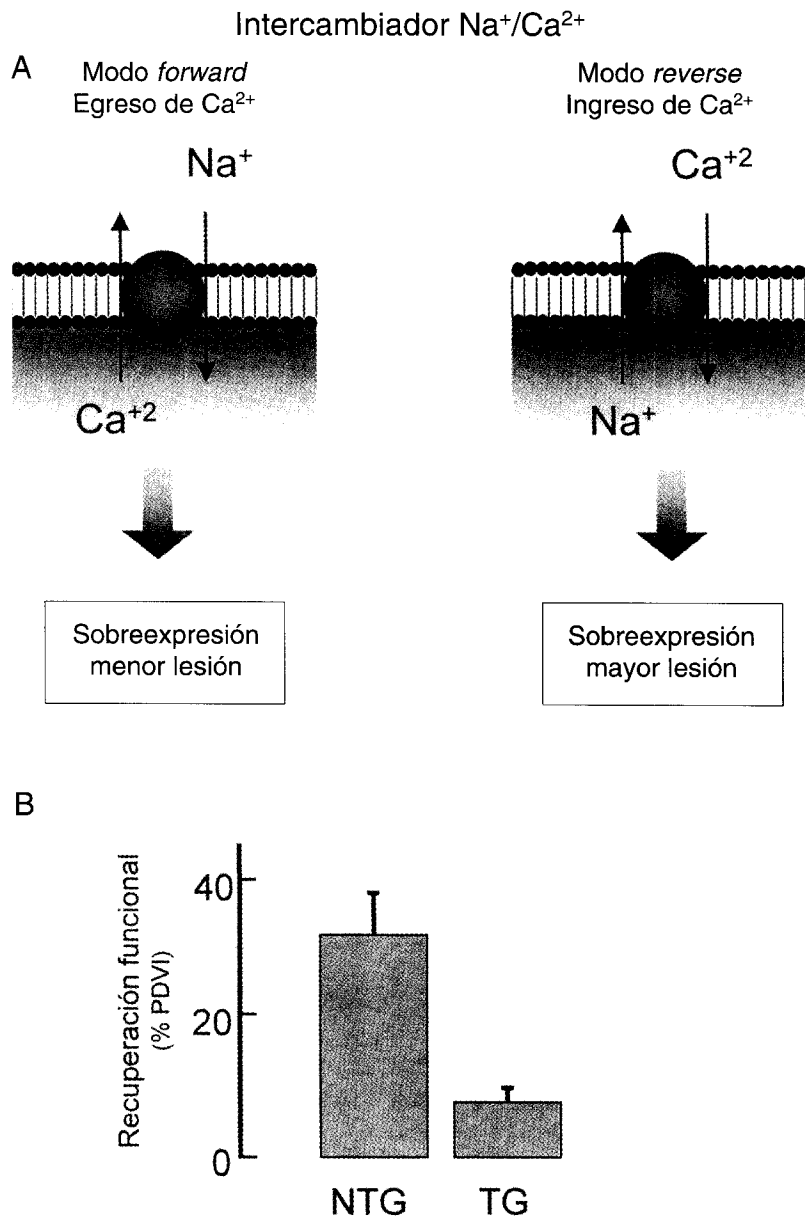 Intercambiador Na⁺/Ca²⁺
A
Modo forward
Egreso de Ca²⁺
Modo reverse
Ingreso de Ca²⁺
Na⁺
Ca⁺²
Ca⁺²
Na⁺
Sobreexpresión
menor lesión
Sobreexpresión
mayor lesión
B
Recuperación funcional
(% PDVI)
40
20
0
NTG
TG